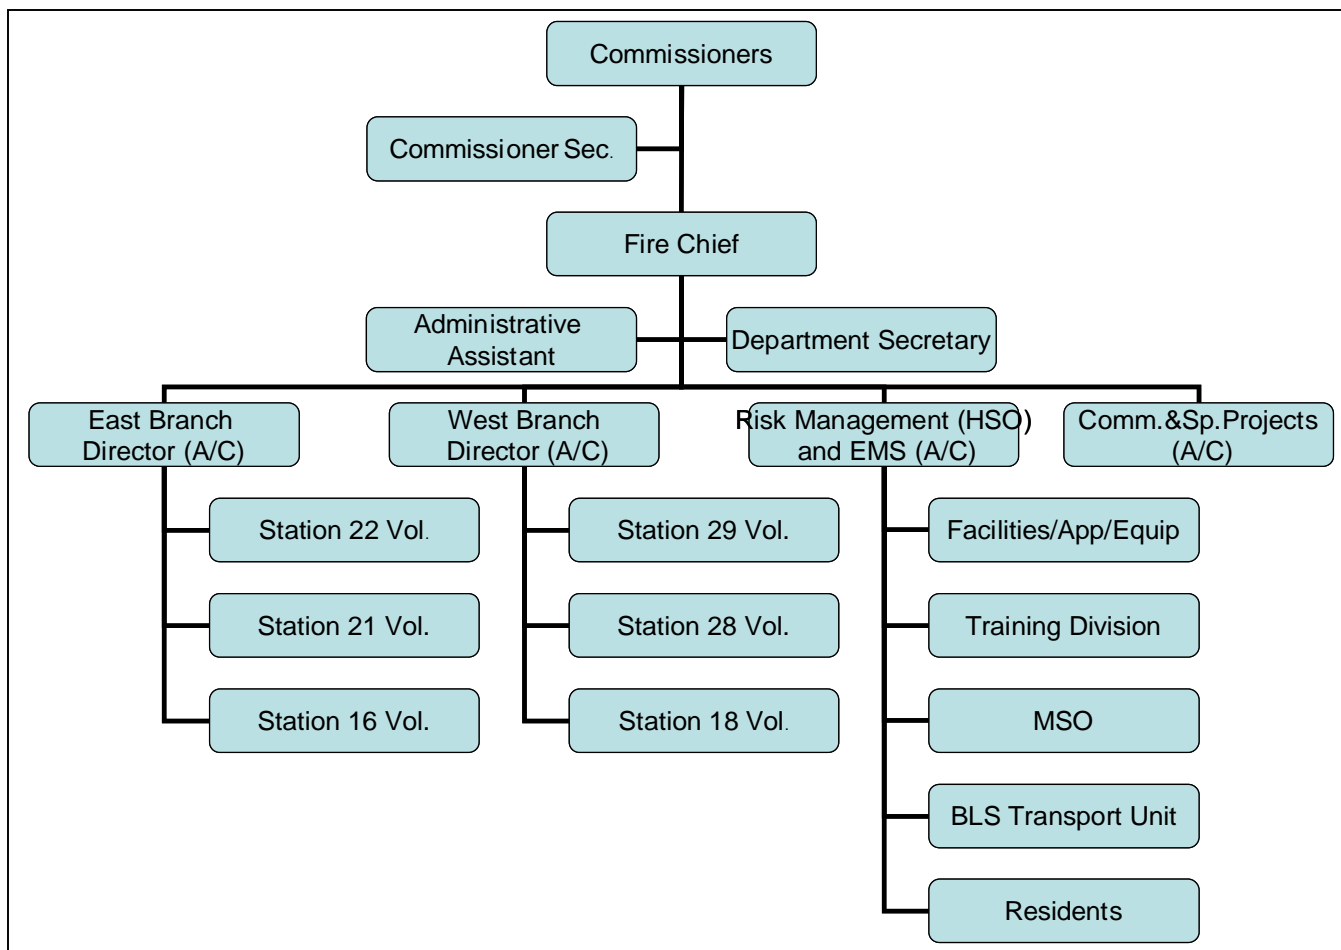 Commissioners
Commissioner Sec.
Fire Chief
Administrative
Assistant
Department Secretary
East Branch
Director (A/C)
West Branch
Director (A/C)
Risk Management (HSO)
and EMS (A/C)
Comm.&Sp.Projects
(A/C)
Station 22 Vol.
Station 29 Vol.
Facilities/App/Equip
Station 21 Vol.
Station 28 Vol.
Training Division
Station 16 Vol.
Station 18 Vol.
MSO
BLS Transport Unit
Residents